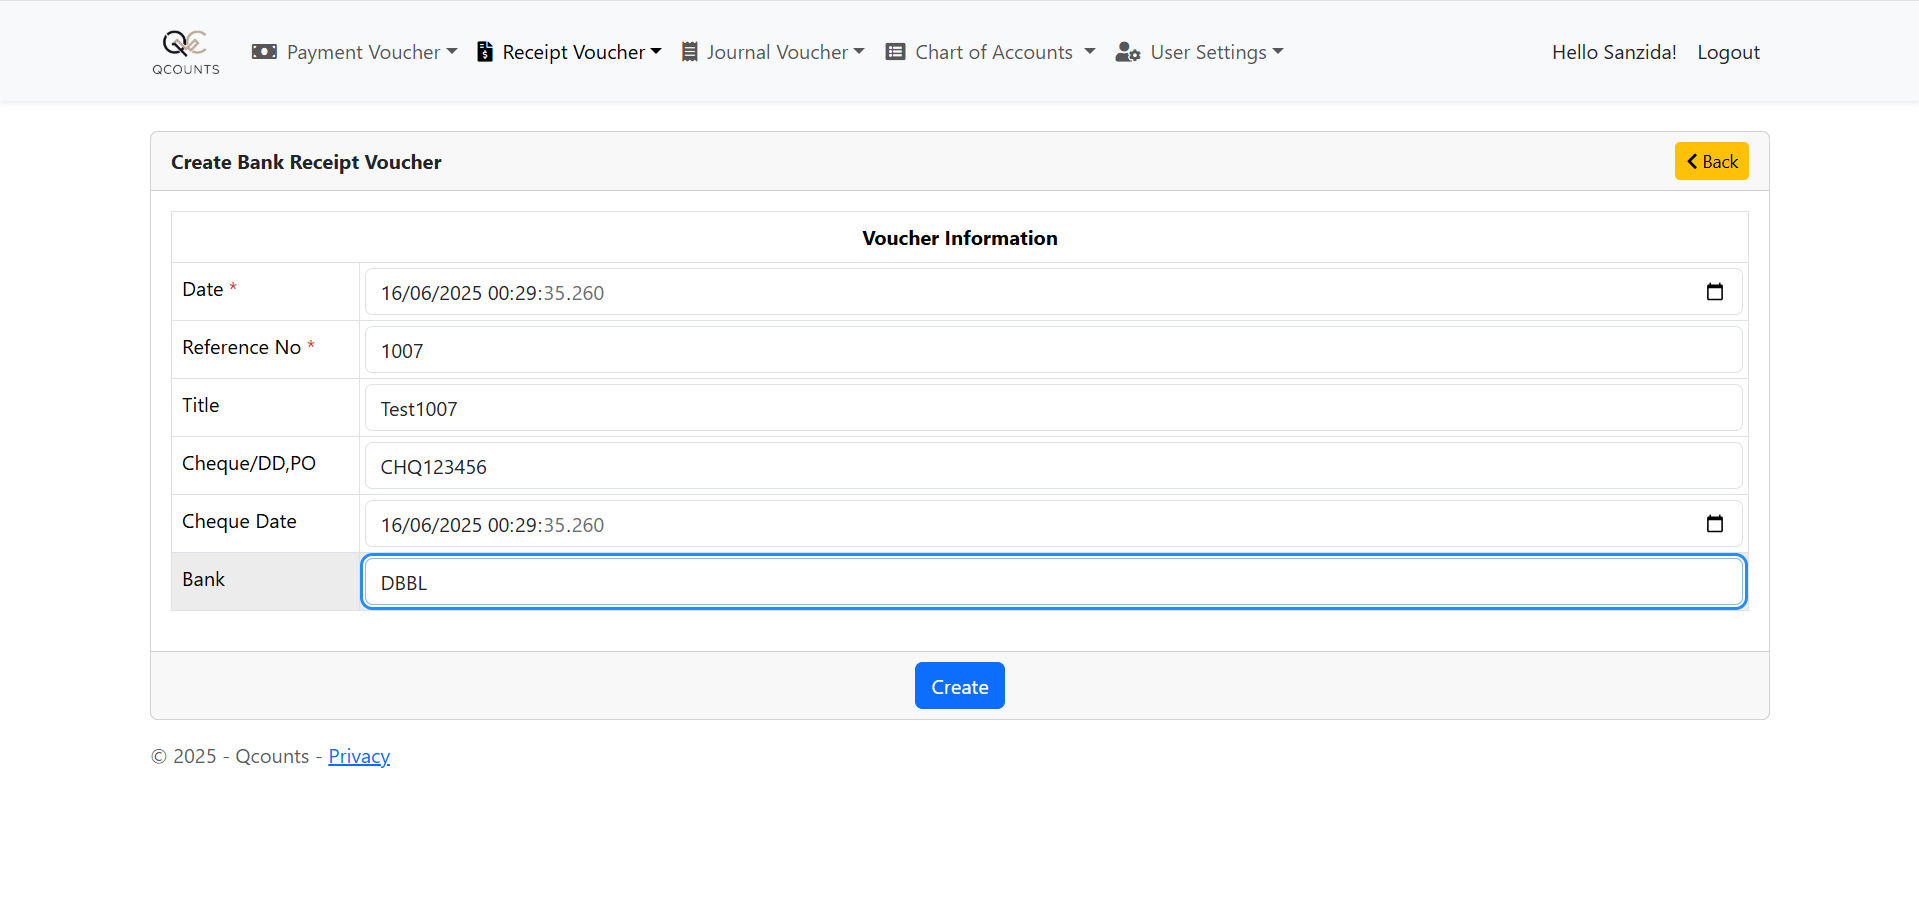 QC
QCOUNTS
Payment Voucher
Receipt Voucher
Journal Voucher
Chart of Accounts
User Settings
Hello Sanzida!
Logout
Create Bank Receipt Voucher
Back
Voucher Information
Date *
16/06/2025 00:29:35.260
Reference No *
1007
Title
Test1007
Cheque/DD,PO
CHQ123456
Cheque Date
16/06/2025 00:29:35.260
Bank
DBBL
Create
© 2025 - Qcounts - Privacy